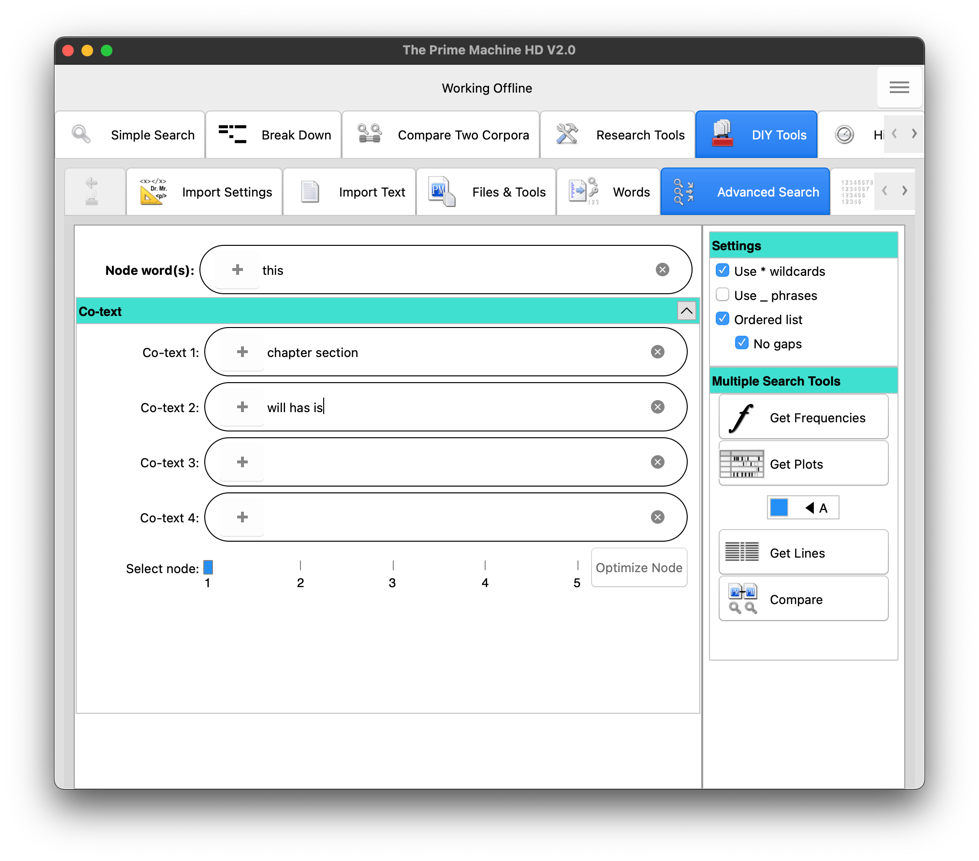 The Prime Machine HD V2.0
Working Offline
Simple Search Break Down Compare Two Corpora Research Tools DIY Tools
Import Settings Import Text Files & Tools Words Advanced Search
Node word(s): this
Co-text
Co-text 1: chapter section
Co-text 2: will has is
Co-text 3:
Co-text 4:
Select node:
1 2 3 4 5
Optimize Node
Settings
Use * wildcards
Use _ phrases
Ordered list
No gaps
Multiple Search Tools
Get Frequencies
Get Plots
A
Get Lines
Compare